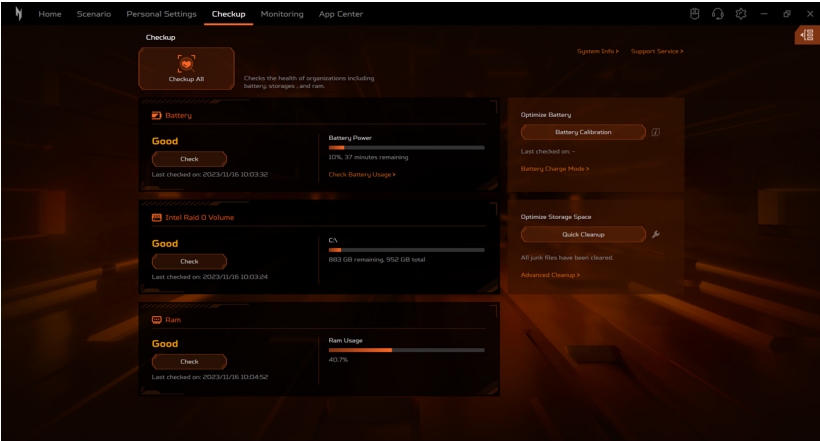 Home Scenario Personal Settings Checkup Monitoring App Center
Checkup
System Info > Support Service >
Checkup All
Checks the health of organizations including
battery, storages , and ram.
Battery
Good
Check
Last checked on: 2023/11/16 10:03:32
Battery Power
10%, 37 minutes remaining
Check Battery Usage >
Optimize Battery
Battery Calibration
Last checked on: -
Battery Charge Mode >
Intel Raid 0 Volume
Good
Check
Last checked on: 2023/11/16 10:03:24
C:\
883 GB remaining, 952 GB total
Optimize Storage Space
Quick Cleanup
All junk files have been cleared.
Advanced Cleanup >
Ram
Good
Check
Last checked on: 2023/11/16 10:04:52
Ram Usage
40.7%